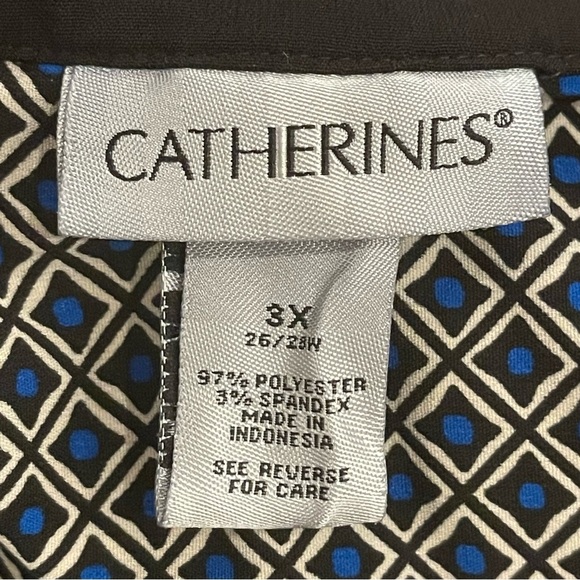 CATHERINES®
3X
26/28W
97% POLYESTER
3% SPANDEX
MADE IN
INDONESIA
SEE REVERSE
FOR CARE